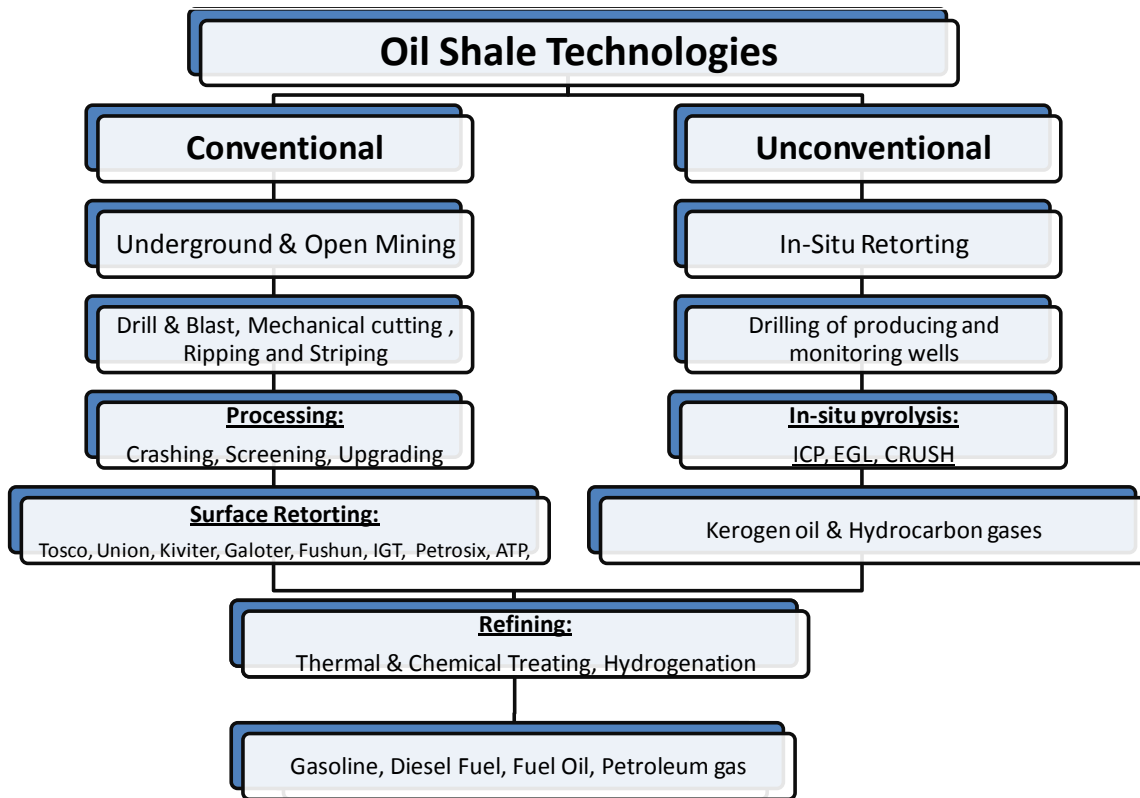 Oil Shale Technologies
Conventional
Unconventional
Underground & Open Mining
In-Situ Retorting
Drill & Blast, Mechanical cutting ,
Ripping and Striping
Drilling of producing and
monitoring wells
Processing:
Crashing, Screening, Upgrading
In-situ pyrolysis:
ICP, EGL, CRUSH
Surface Retorting:
Tosco, Union, Kiviter, Galoter, Fushun, IGT, Petrosix, ATP,
Kerogen oil & Hydrocarbon gases
Refining:
Thermal & Chemical Treating, Hydrogenation
Gasoline, Diesel Fuel, Fuel Oil, Petroleum gas